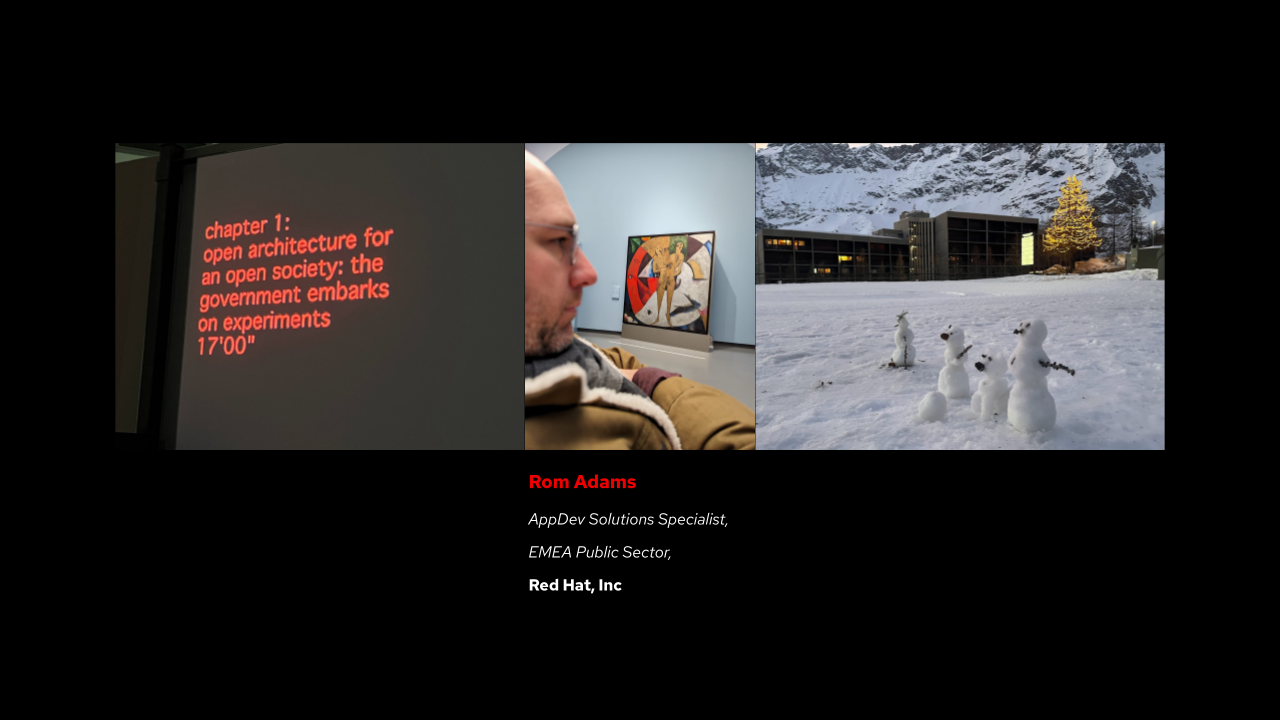 chapter 1:
open architecture for
an open society: the
government embarks
on experiments
17'00"
Rom Adams
AppDev Solutions Specialist,
EMEA Public Sector,
Red Hat, Inc